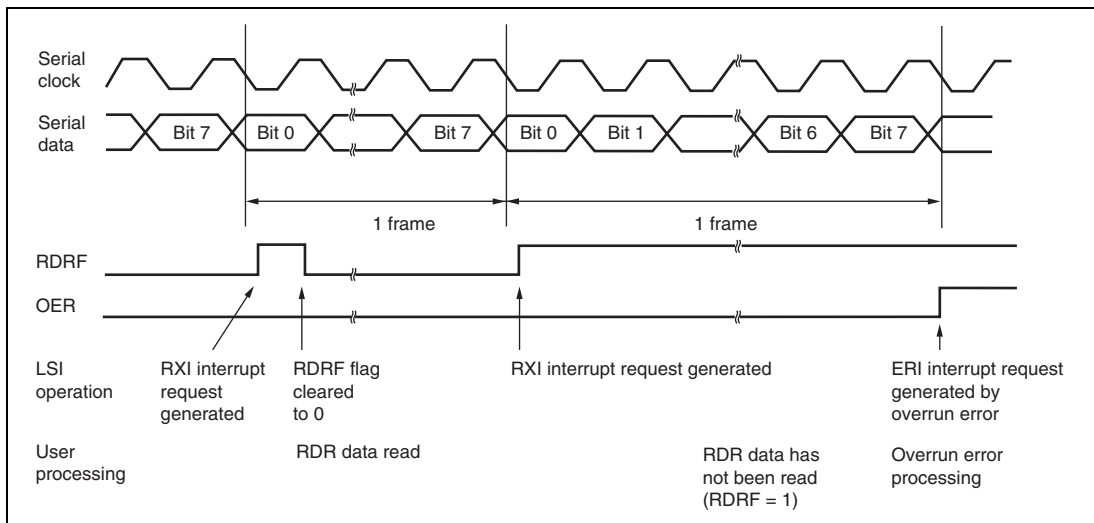 Serial
clock
Serial
data
Bit 7
Bit 0
Bit 7
Bit 0
Bit 1
Bit 6
Bit 7
1 frame
1 frame
RDRF
OER
LSI
operation
RXI interrupt
request
generated
RDRF flag
cleared
to 0
RXI interrupt request generated
ERI interrupt request
generated by
overrun error
User
processing
RDR data read
RDR data has
not been read
(RDRF = 1)
Overrun error
processing